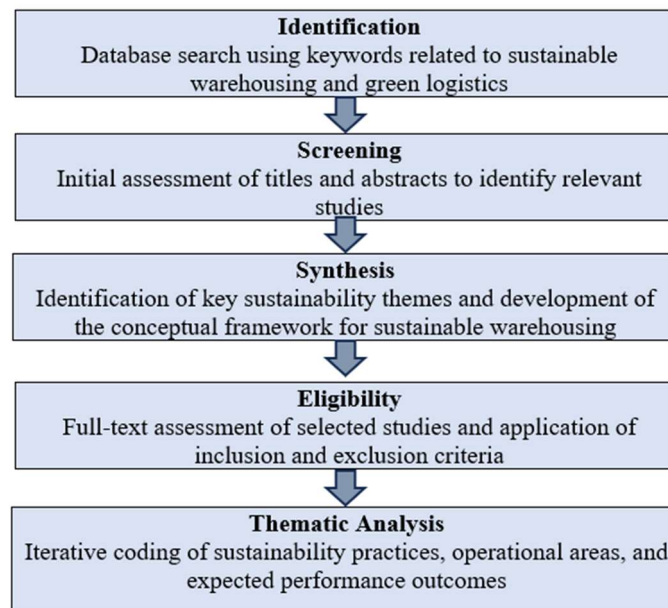 Identification
Database search using keywords related to sustainable
warehousing and green logistics
Screening
Initial assessment of titles and abstracts to identify relevant
studies
Synthesis
Identification of key sustainability themes and development of
the conceptual framework for sustainable warehousing
Eligibility
Full-text assessment of selected studies and application of
inclusion and exclusion criteria
Thematic Analysis
Iterative coding of sustainability practices, operational areas, and
expected performance outcomes